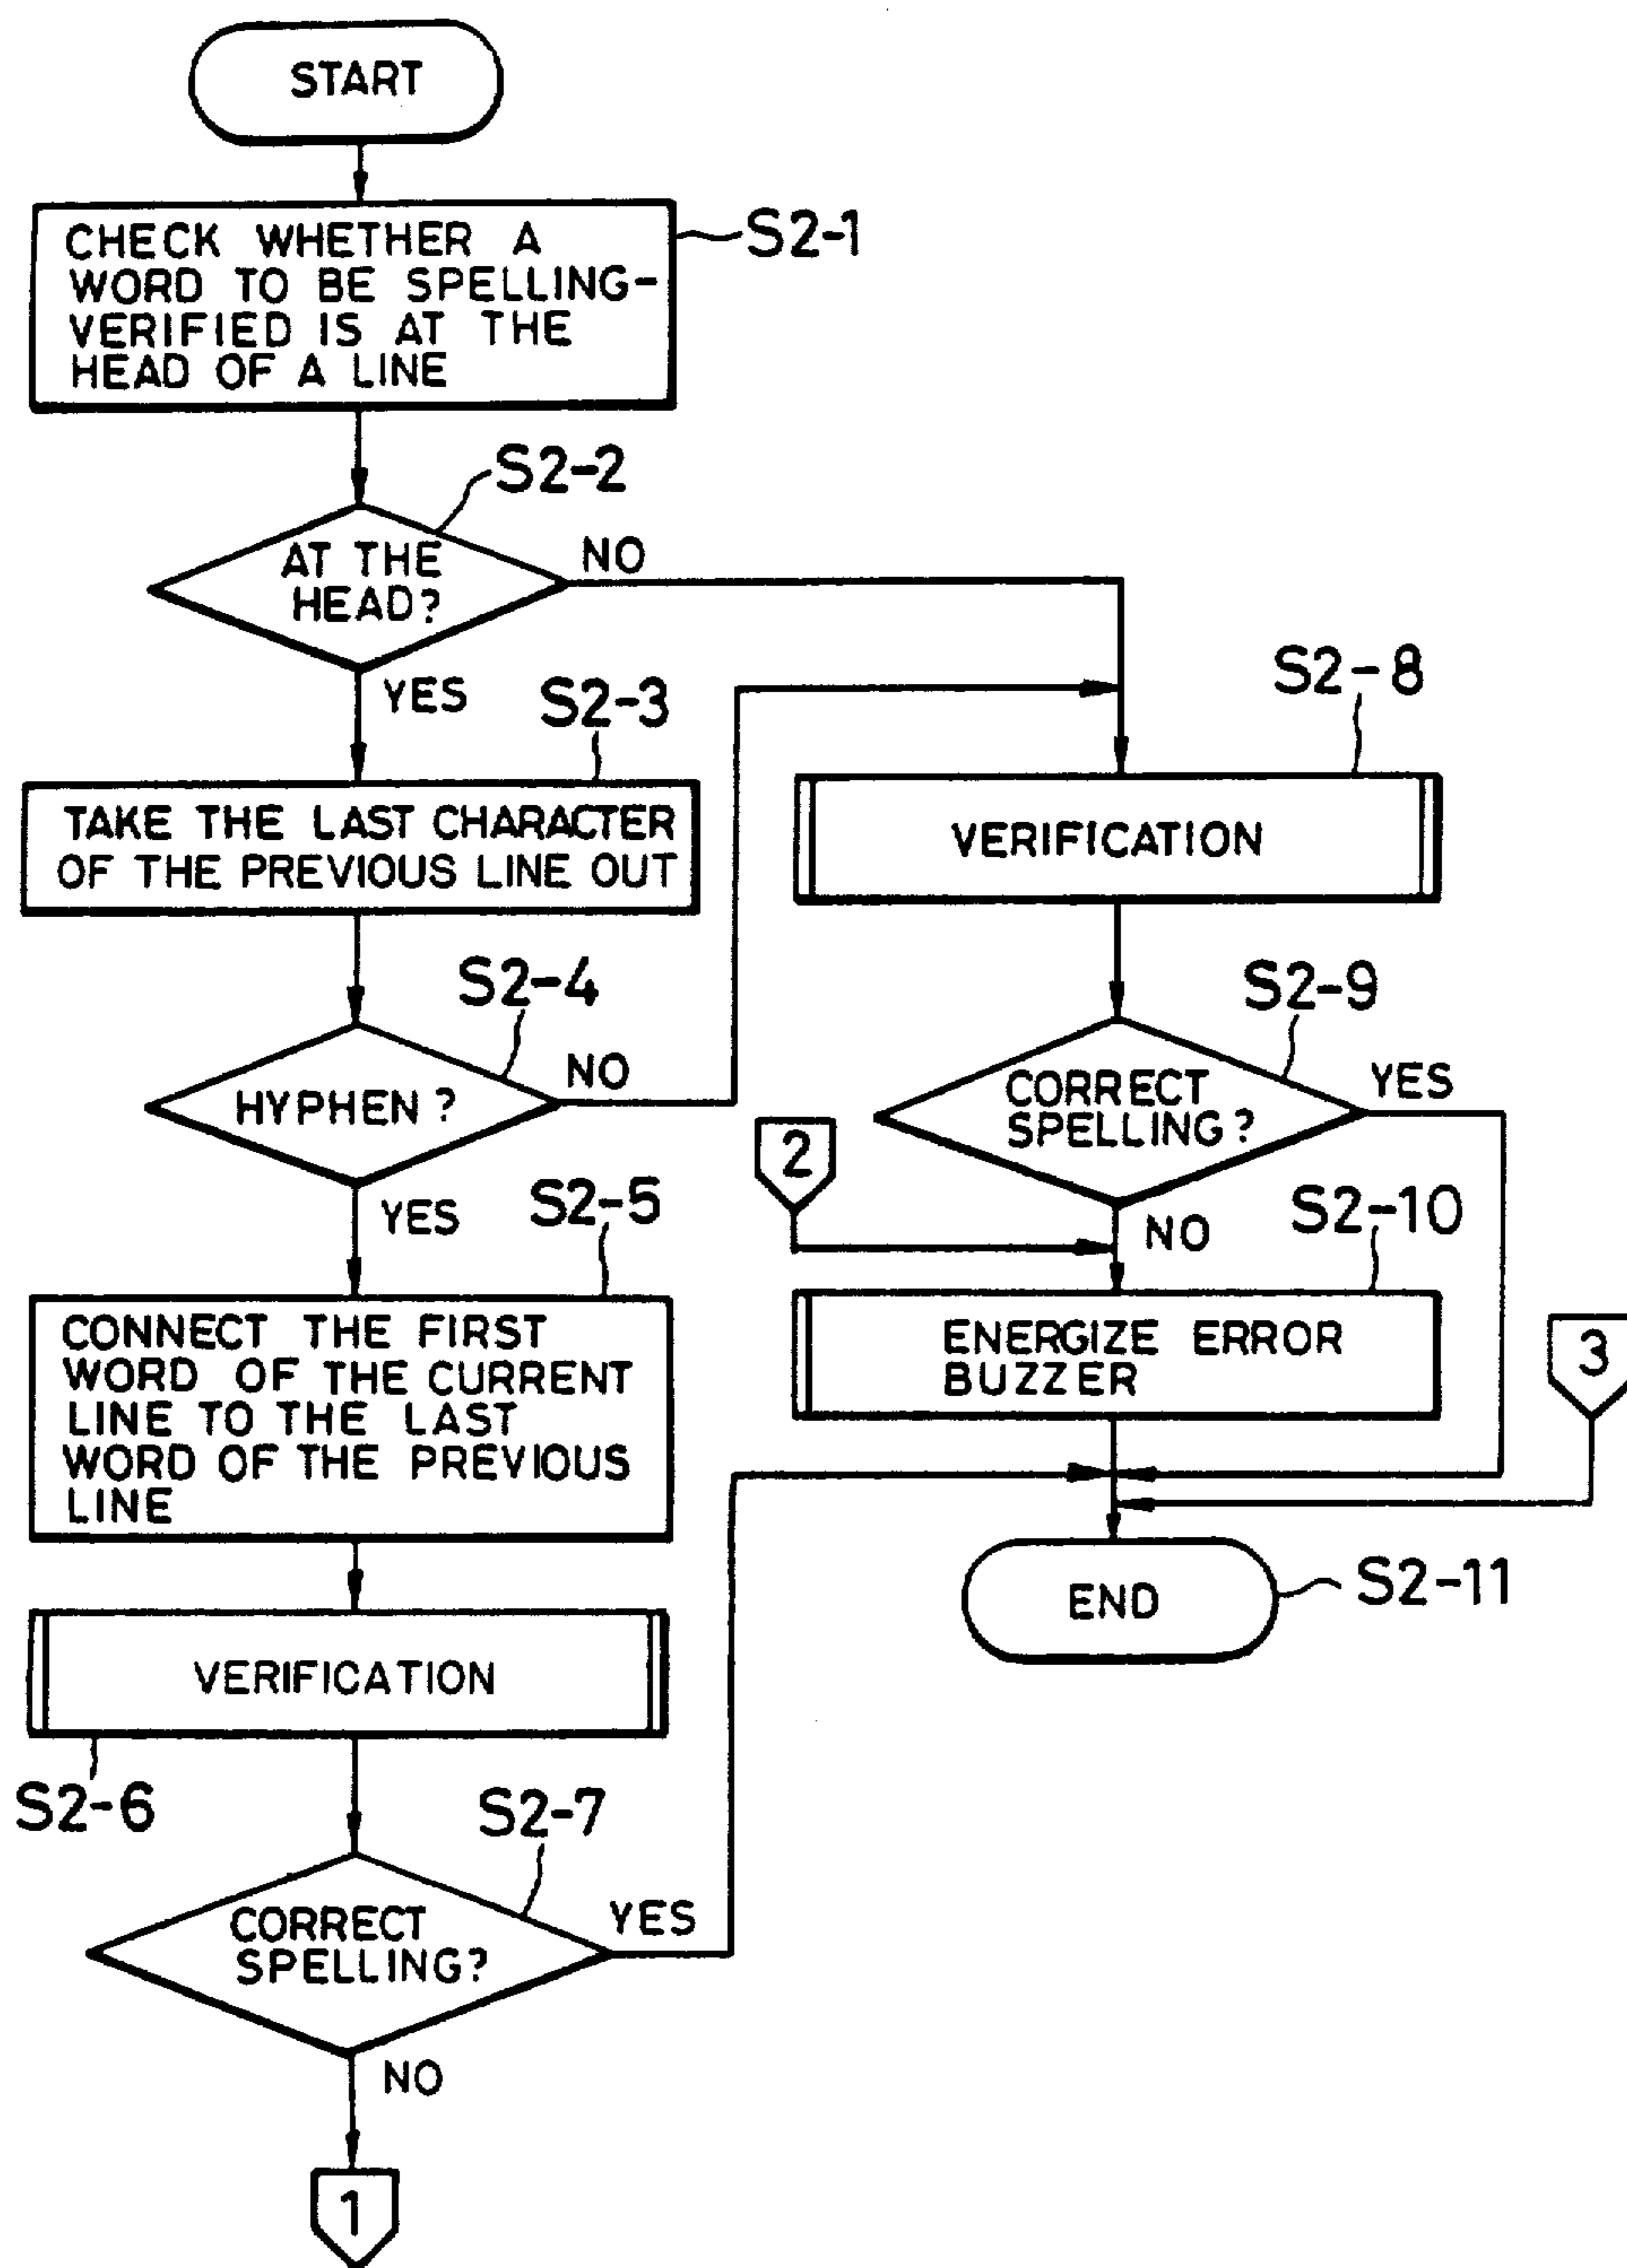 START
CHECK WHETHER A
WORD TO BE SPELLING-
VERIFIED IS AT THE
HEAD OF A LINE
S2-1
S2-2
AT THE
HEAD?
NO
YES
S2-3
TAKE THE LAST CHARACTER
OF THE PREVIOUS LINE OUT
S2-4
HYPHEN?
NO
YES
S2-5
CONNECT THE FIRST
WORD OF THE CURRENT
LINE TO THE LAST
WORD OF THE PREVIOUS
LINE
VERIFICATION
S2-6
S2-7
CORRECT
SPELLING?
YES
NO
1
S2-8
VERIFICATION
S2-9
CORRECT
SPELLING?
YES
2
NO
S2-10
ENERGIZE ERROR
BUZZER
3
END
S2-11